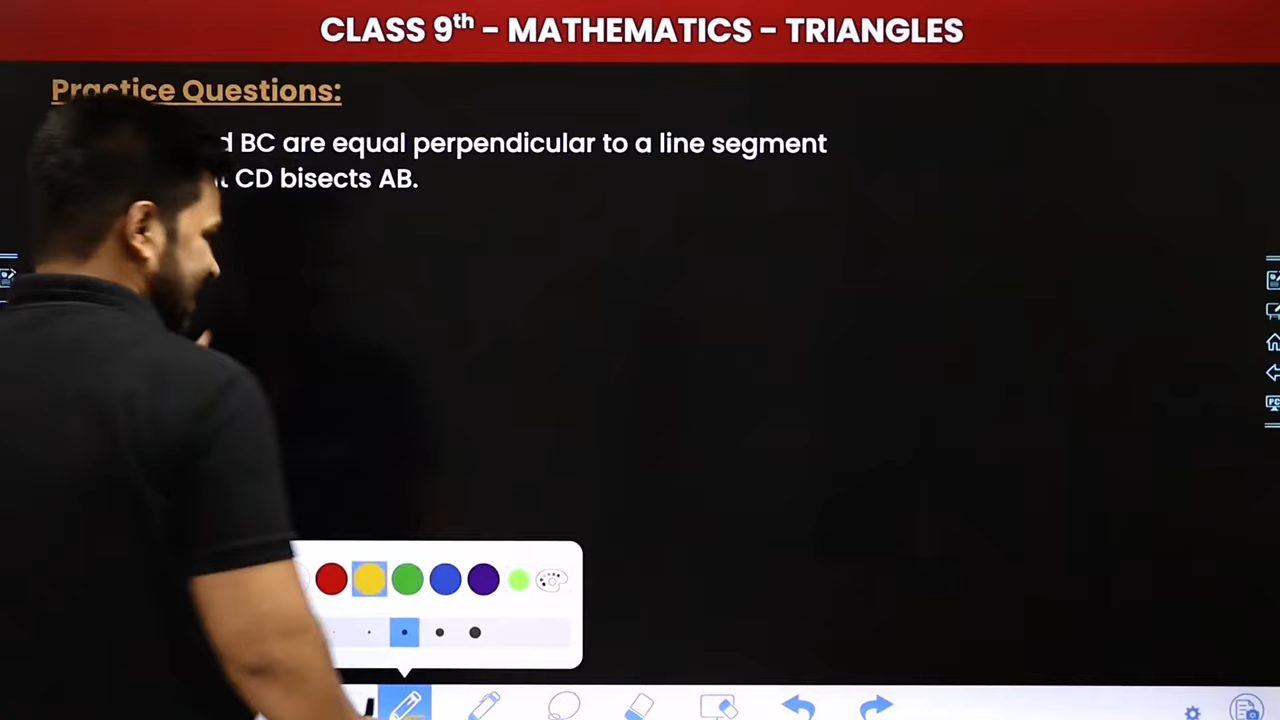 CLASS 9th - MATHEMATICS - TRIANGLES
Practice Questions:
BC are equal perpendicular to a line segment
CD bisects AB.